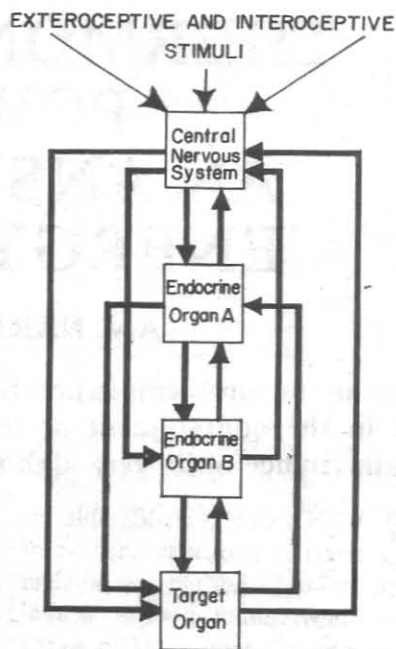 EXTEROCEPTIVE AND INTEROCEPTIVE
STIMULI
Central
Nervous
System
Endocrine
Organ A
Endocrine
Organ B
Target
Organ